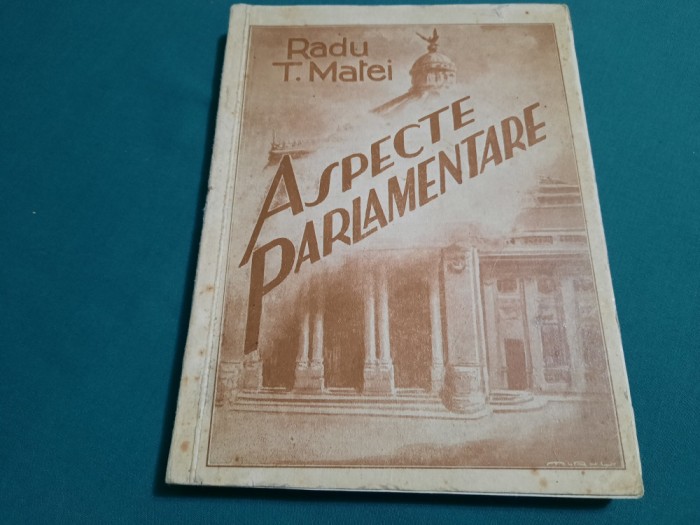 Radu
T. Matei
ASPECTE
PARLAMENTARE